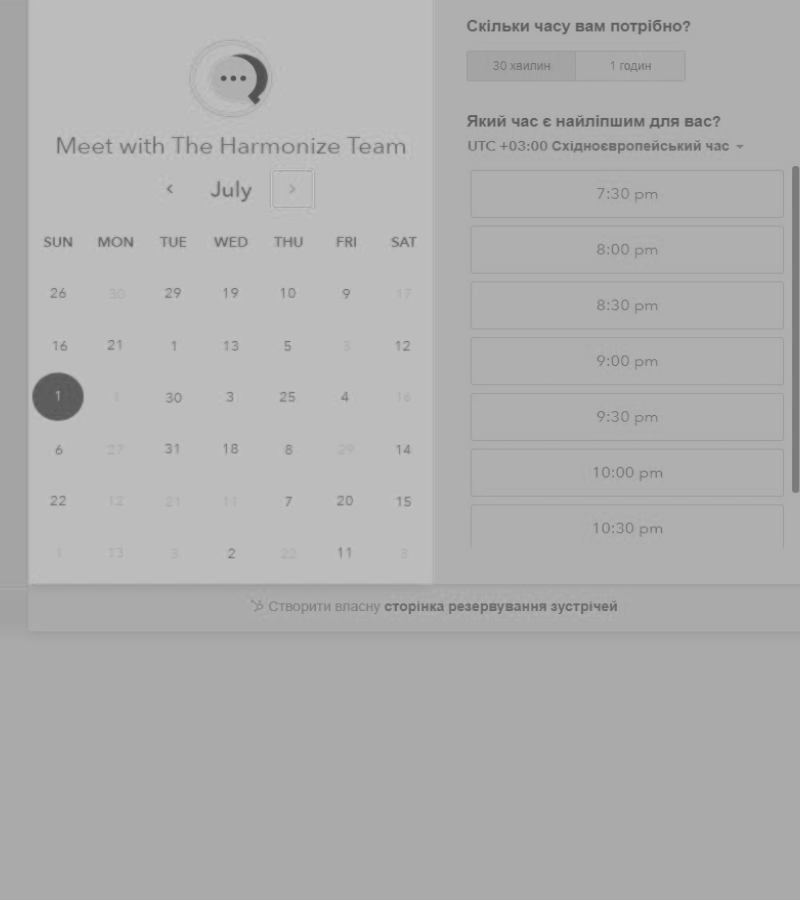 Meet with The Harmonize Team
July
SUN MON TUE WED THU FRI SAT
26 30 29 19 10 9 17
16 21 1 13 5 3 12
1 30 3 25 4 16
6 27 31 18 8 29 14
22 12 21 11 7 20 15
1 13 3 2 22 11 3
Скільки часу вам потрібно?
30 хвилин 1 годин
Який час є найліпшим для вас?
UTC +03:00 Східноєвропейський час
7:30 pm
8:00 pm
8:30 pm
9:00 pm
9:30 pm
10:00 pm
10:30 pm
Створити власну сторінка резервування зустрічей